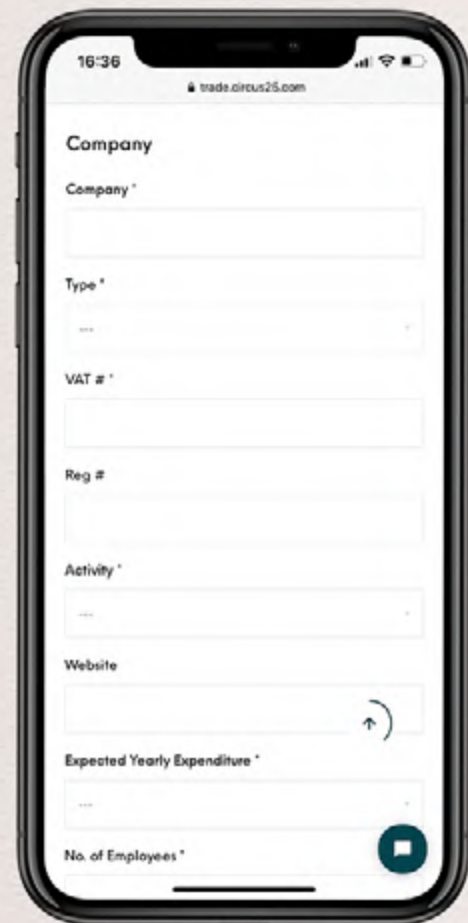 16:36
trade.circus25.com
Company
Company *
Type *
---
VAT # *
Reg #
Activity *
---
Website
Expected Yearly Expenditure *
---
No. of Employees *